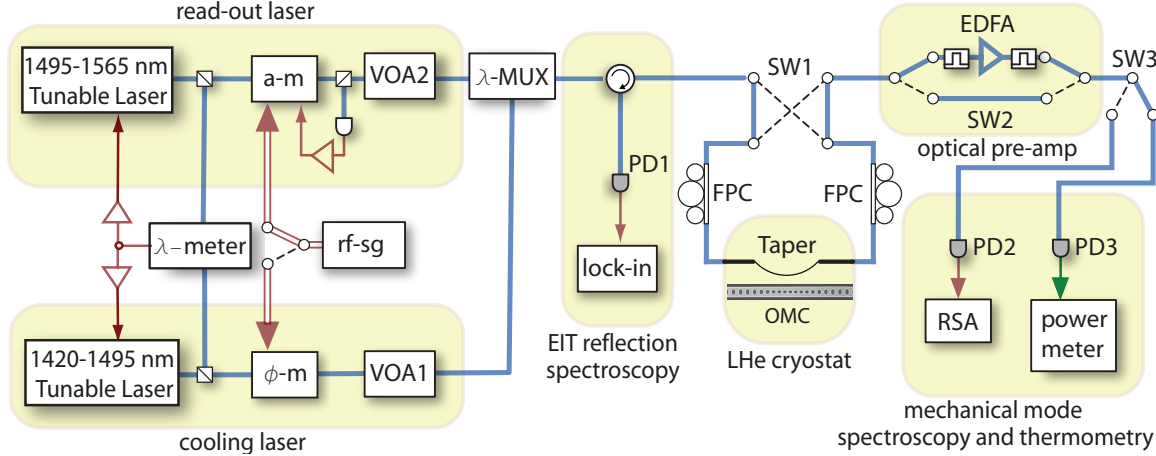 read-out laser
1495-1565 nm
Tunable Laser
a-m
VOA2
λ-MUX
λ-meter
rf-sg
1420-1495 nm
Tunable Laser
ϕ-m
VOA1
cooling laser
PD1
lock-in
EIT reflection
spectroscopy
SW1
FPC
FPC
Taper
OMC
LHe cryostat
EDFA
SW2
optical pre-amp
SW3
PD2
PD3
RSA
power
meter
mechanical mode
spectroscopy and thermometry